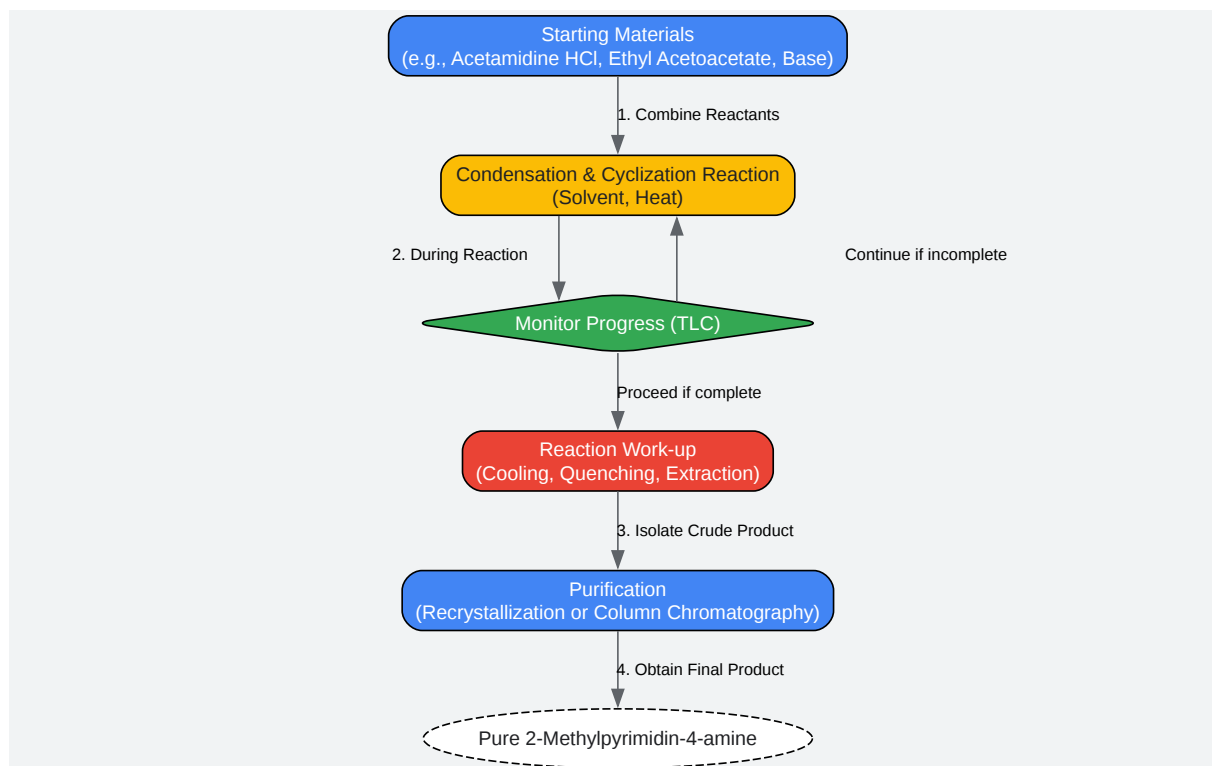 Starting Materials
(e.g., Acetamidine HCl, Ethyl Acetoacetate, Base)
1. Combine Reactants
Condensation & Cyclization Reaction
(Solvent, Heat)
2. During Reaction
Continue if incomplete
Monitor Progress (TLC)
Proceed if complete
Reaction Work-up
(Cooling, Quenching, Extraction)
3. Isolate Crude Product
Purification
(Recrystallization or Column Chromatography)
4. Obtain Final Product
Pure 2-Methylpyrimidin-4-amine